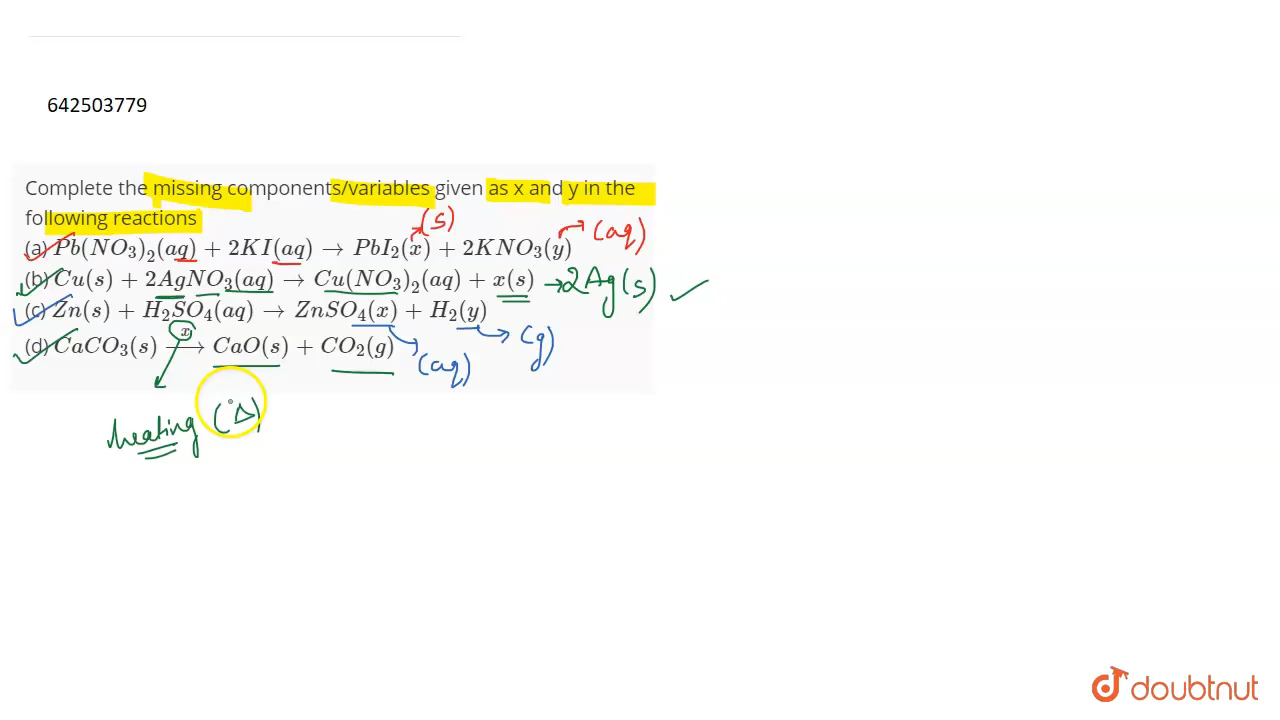 642503779
Complete the missing components/variables given as x and y in the
following reactions
(s)
(a) Pb(NO₃)₂(aq) + 2KI(aq) → PbI₂(x) + 2KNO₃(y) → (aq)
(b) Cu(s) + 2AgNO₃(aq) → Cu(NO₃)₂(aq) + x(s) → 2Ag(s) ✓
(c) Zn(s) + H₂SO₄(aq) → ZnSO₄(x) + H₂(y)
(g)
x
(d) CaCO₃(s) ⟶ CaO(s) + CO₂(g)
(aq)
heating (Δ)
doubtnut